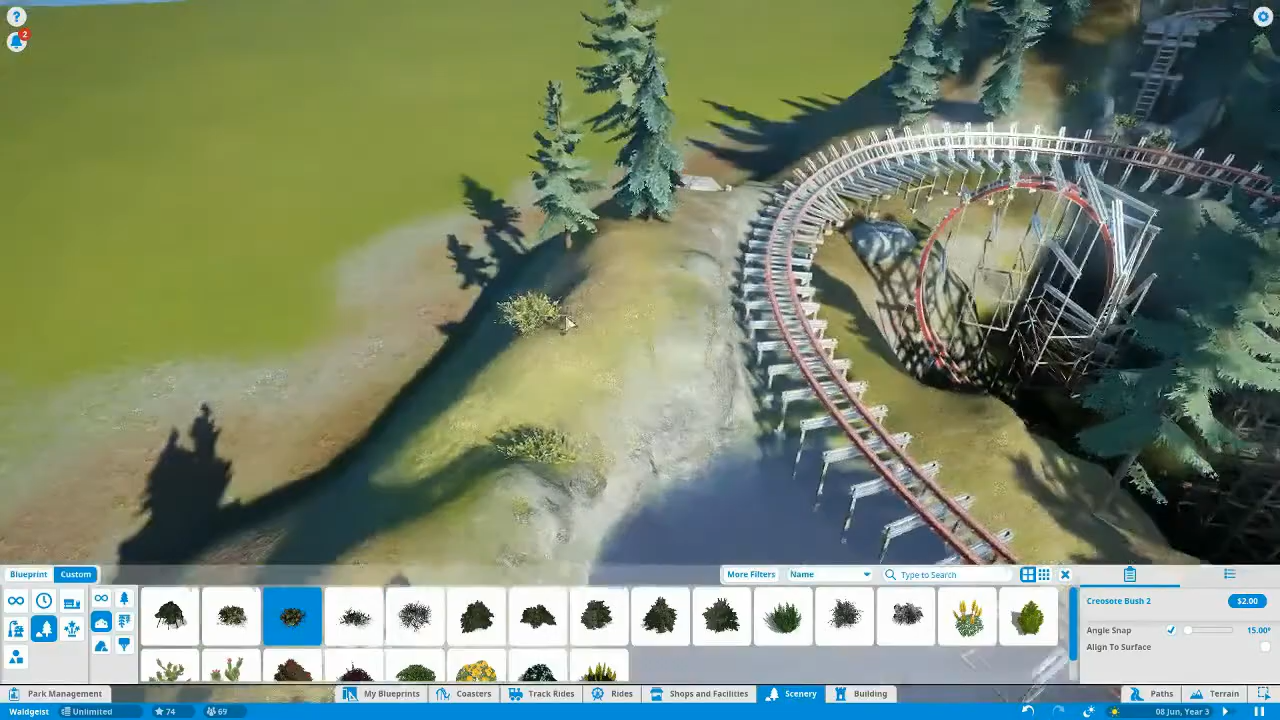 ?
2
Blueprint Custom More Filters Name Type to Search
Creosote Bush 2 $2.00
Angle Snap 15.00°
Align To Surface
Park Management My Blueprints Coasters Track Rides Rides Shops and Facilities Scenery Building Paths Terrain
Waldgeist Unlimited 74 69 08 Jun, Year 3